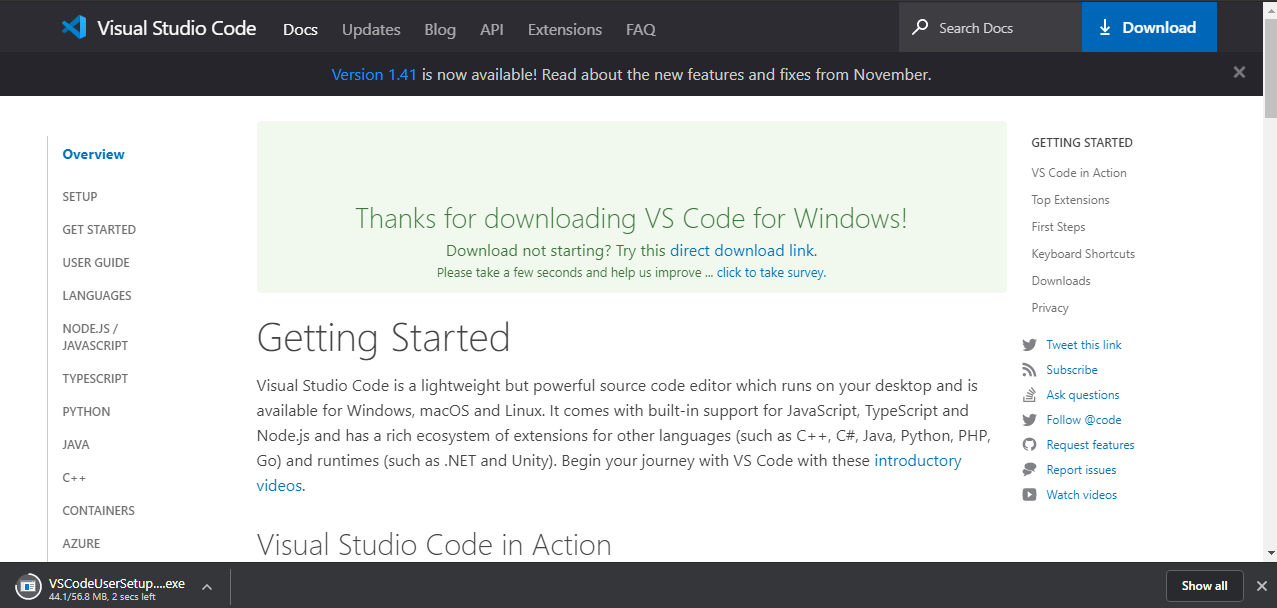 Visual Studio Code Docs Updates Blog API Extensions FAQ Search Docs Download
Version 1.41 is now available! Read about the new features and fixes from November.
Overview
SETUP
GET STARTED
USER GUIDE
LANGUAGES
NODE.JS /
JAVASCRIPT
TYPESCRIPT
PYTHON
JAVA
C++
CONTAINERS
AZURE
Thanks for downloading VS Code for Windows!
Download not starting? Try this direct download link.
Please take a few seconds and help us improve ... click to take survey.
Getting Started
Visual Studio Code is a lightweight but powerful source code editor which runs on your desktop and is
available for Windows, macOS and Linux. It comes with built-in support for JavaScript, TypeScript and
Node.js and has a rich ecosystem of extensions for other languages (such as C++, C#, Java, Python, PHP,
Go) and runtimes (such as .NET and Unity). Begin your journey with VS Code with these introductory
videos.
Visual Studio Code in Action
GETTING STARTED
VS Code in Action
Top Extensions
First Steps
Keyboard Shortcuts
Downloads
Privacy
Tweet this link
Subscribe
Ask questions
Follow @code
Request features
Report issues
Watch videos
VSCodeUserSetup....exe
44.1/56.8 MB, 2 secs left
Show all